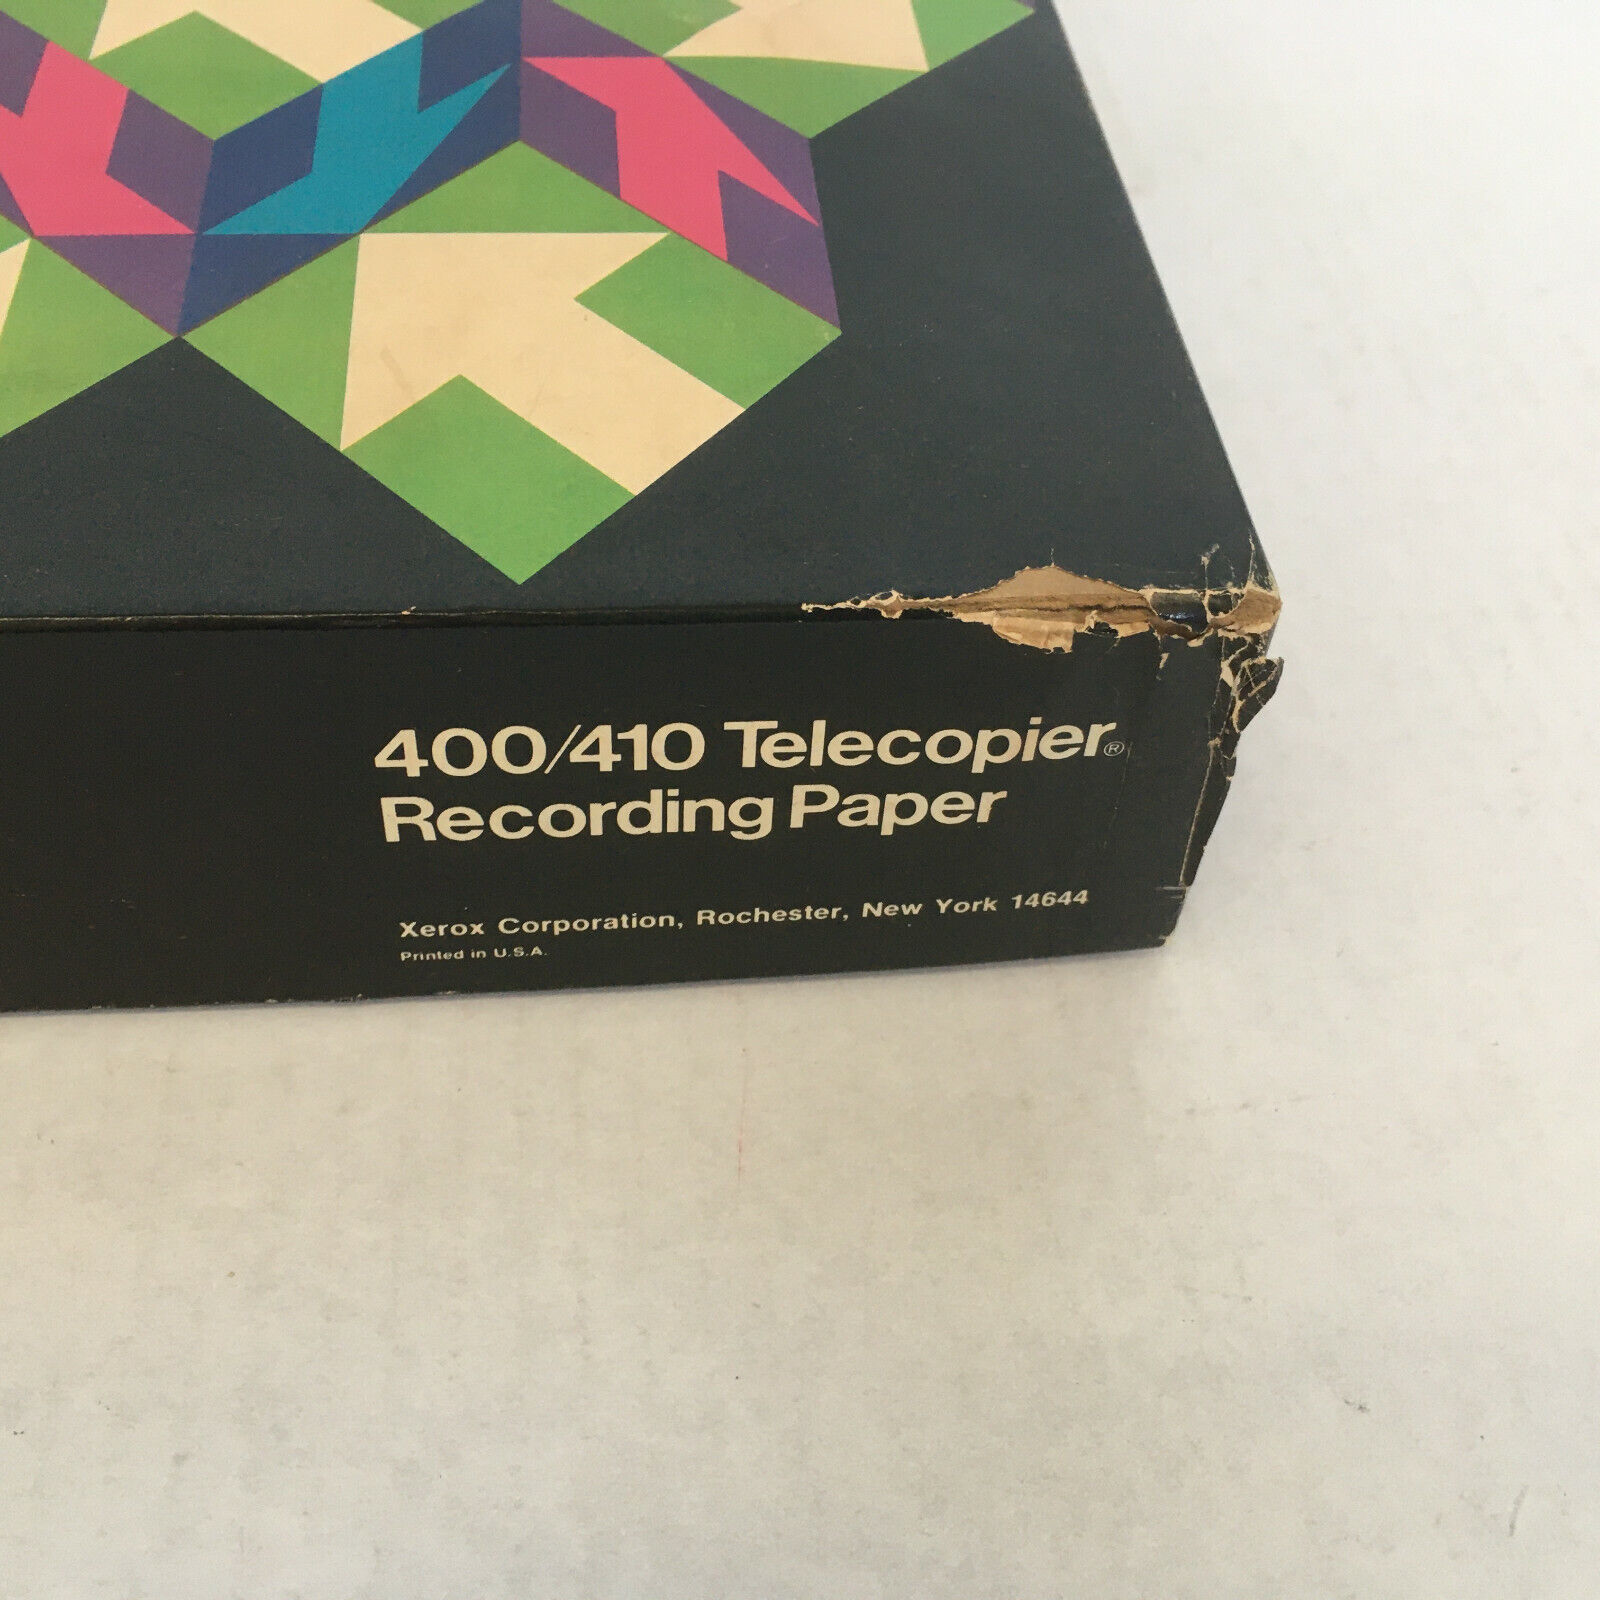 400/410 Telecopier®
Recording Paper
Xerox Corporation, Rochester, New York 14644
Printed in U.S.A.